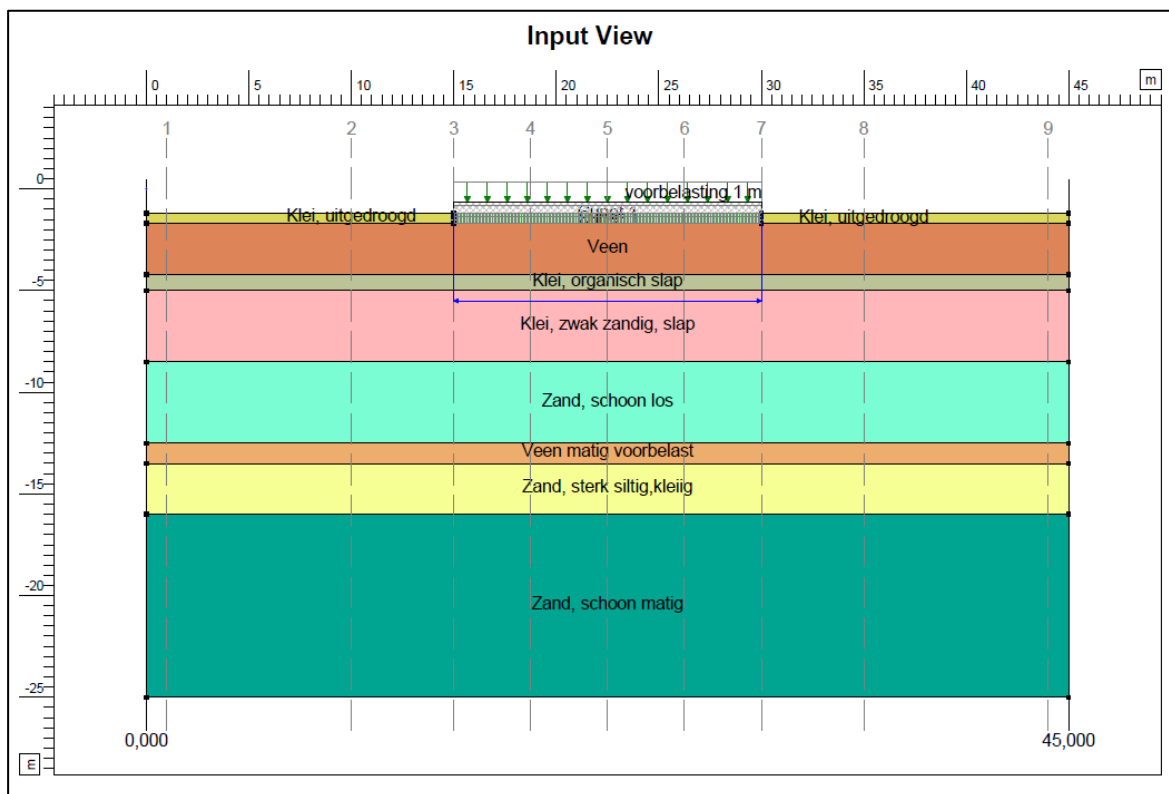 Input View
0 5 10 15 20 25 30 35 40 45 m
1 2 3 4 5 6 7 8 9
0
voorbelasting 1 m
Klei, uitgedroogd Klei, uitgedroogd
Veen
-5
Klei, organisch slap
Klei, zwak zandig, slap
-10
Zand, schoon los
Veen matig voorbelast
-15
Zand, sterk siltig,kleiig
-20
Zand, schoon matig
-25
0,000 45,000
m